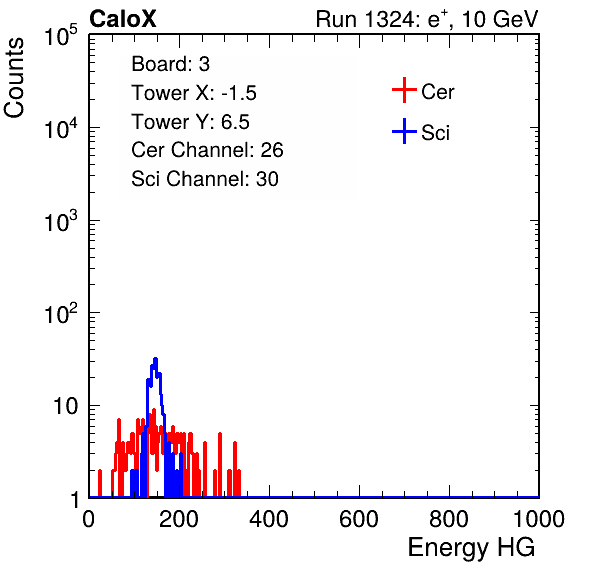 CaloX Run 1324: e⁺, 10 GeV
Counts
10⁵
10⁴
10³
10²
10
1
Board: 3
Tower X: -1.5
Tower Y: 6.5
Cer Channel: 26
Sci Channel: 30
Cer
Sci
0 200 400 600 800 1000
Energy HG